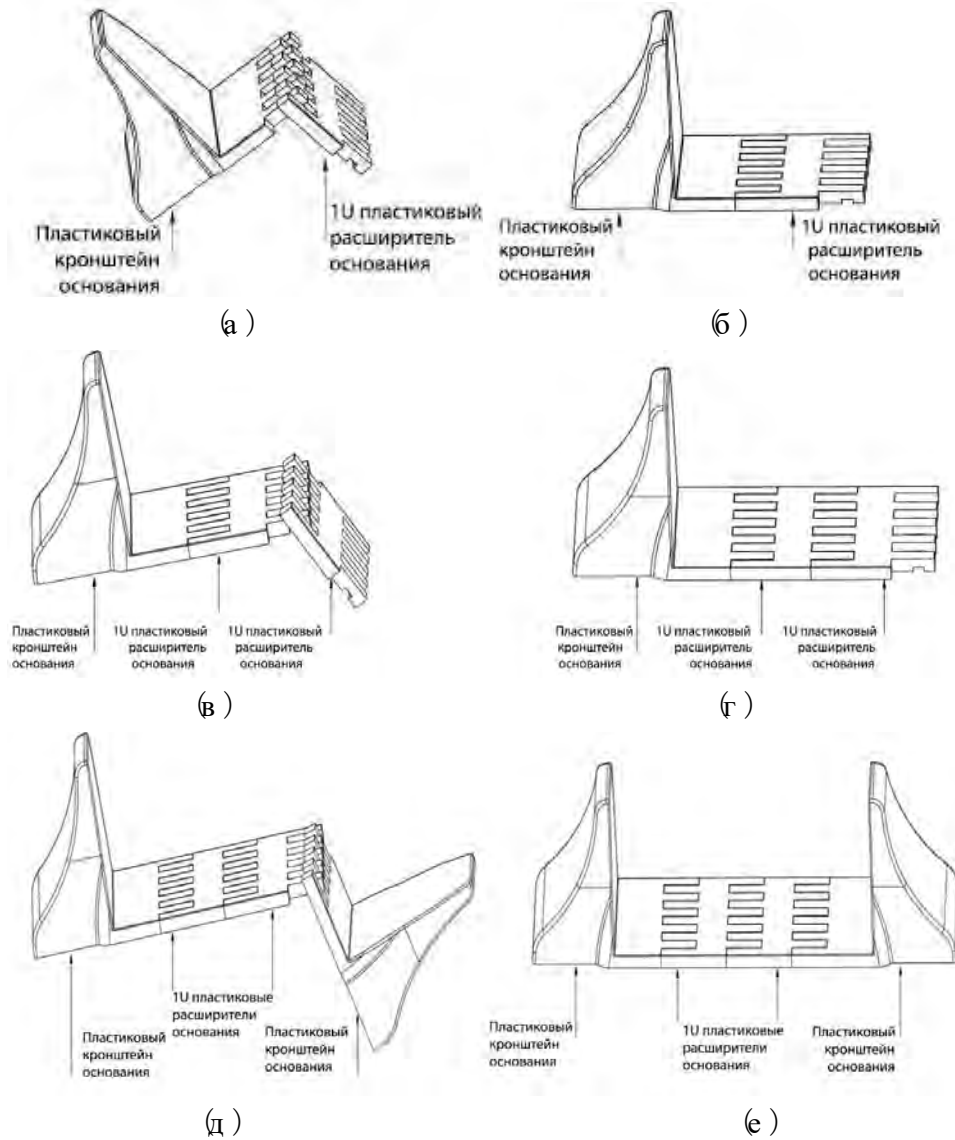 Пластиковый
кронштейн
основания
1U пластиковый
расширитель
основания
Пластиковый
кронштейн
основания
1U пластиковый
расширитель
основания
(а)
(б)
Пластиковый
кронштейн
основания
1U пластиковый
расширитель
основания
1U пластиковый
расширитель
основания
Пластиковый
кронштейн
основания
1U пластиковый
расширитель
основания
1U пластиковый
расширитель
основания
(в)
(г)
Пластиковый
кронштейн
основания
1U пластиковые
расширители
основания
Пластиковый
кронштейн
основания
Пластиковый
кронштейн
основания
1U пластиковые
расширители
основания
Пластиковый
кронштейн
основания
(д)
(е)